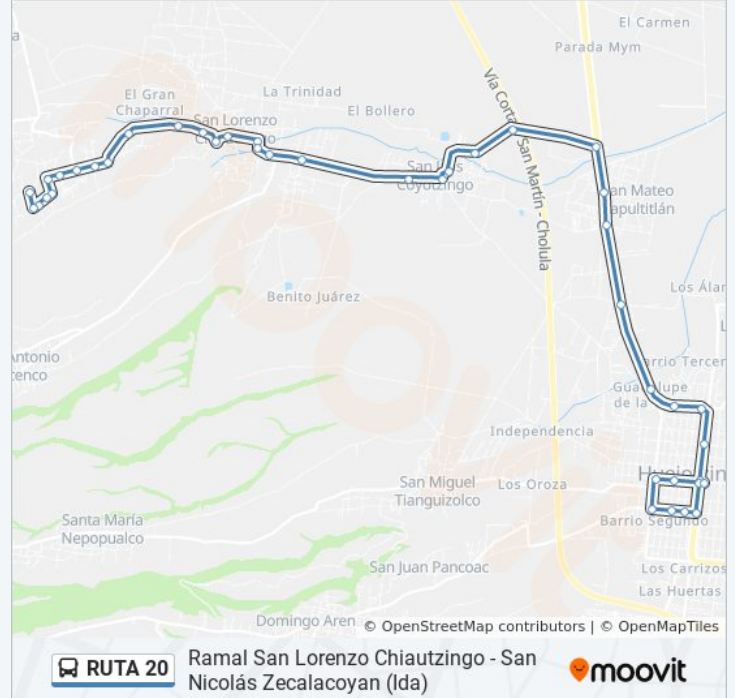 El Carmen
Parada Mym
La Trinidad
El Gran
Chaparral
El Bollero
San Lorenzo
Vía Corta San Martín - Cholula
San Luis
Coyotzingo
San Mateo
Capultitlán
Benito Juárez
Los Álar
Antonio
tenco
Barrio Tercer
Guadalupe
de la
Independencia
San Miguel
Tianguizolco
Los Oroza
Santa María
Nepopualco
Barrio Segundo
San Juan Pancoac
Los Carrizos
Las Huertas
Domingo Aren
© OpenStreetMap contributors | © OpenMapTiles
RUTA 20
Ramal San Lorenzo Chiautzingo - San
Nicolás Zecalacoyan (Ida)
moovit